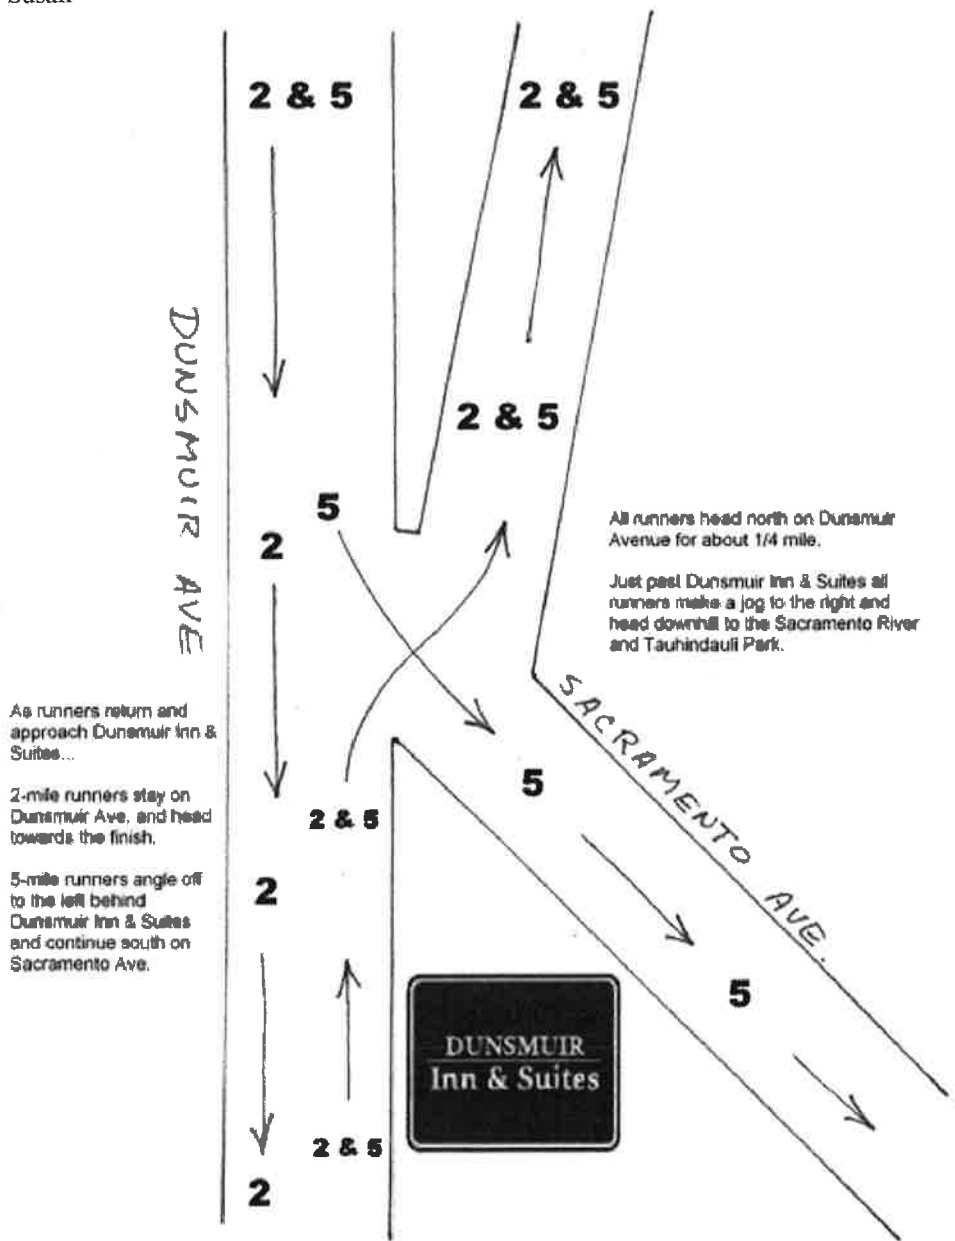 Susan
2 & 5
2 & 5
DUNSMUIR AVE
2 & 5
5
2
All runners head north on Dunsmuir
Avenue for about 1/4 mile.
Just past Dunsmuir Inn & Suites all
runners make a jog to the right and
head downhill to the Sacramento River
and Tauhindauli Park.
SACRAMENTO AVE.
As runners return and
approach Dunsmuir Inn &
Suites...
2-mile runners stay on
Dunsmuir Ave. and head
towards the finish.
5-mile runners angle off
to the left behind
Dunsmuir Inn & Suites
and continue south on
Sacramento Ave.
5
2 & 5
2
5
DUNSMUIR
Inn & Suites
2 & 5
2